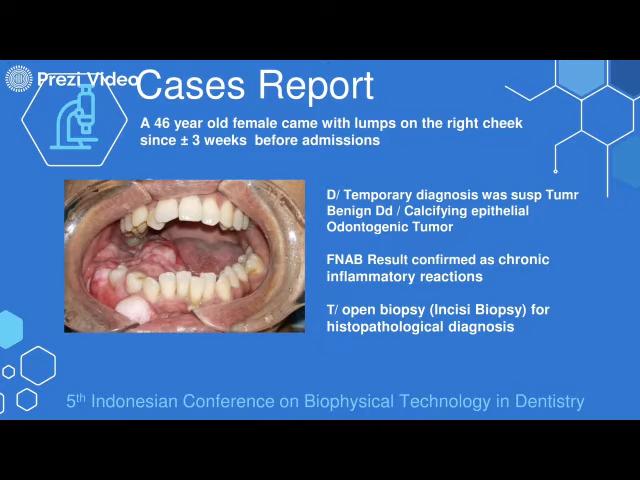 Prezi Video
Cases Report
A 46 year old female came with lumps on the right cheek
since ± 3 weeks before admissions
D/ Temporary diagnosis was susp Tumr
Benign Dd / Calcifying epithelial
Odontogenic Tumor
FNAB Result confirmed as chronic
inflammatory reactions
T/ open biopsy (Incisi Biopsy) for
histopathological diagnosis
5th Indonesian Conference on Biophysical Technology in Dentistry